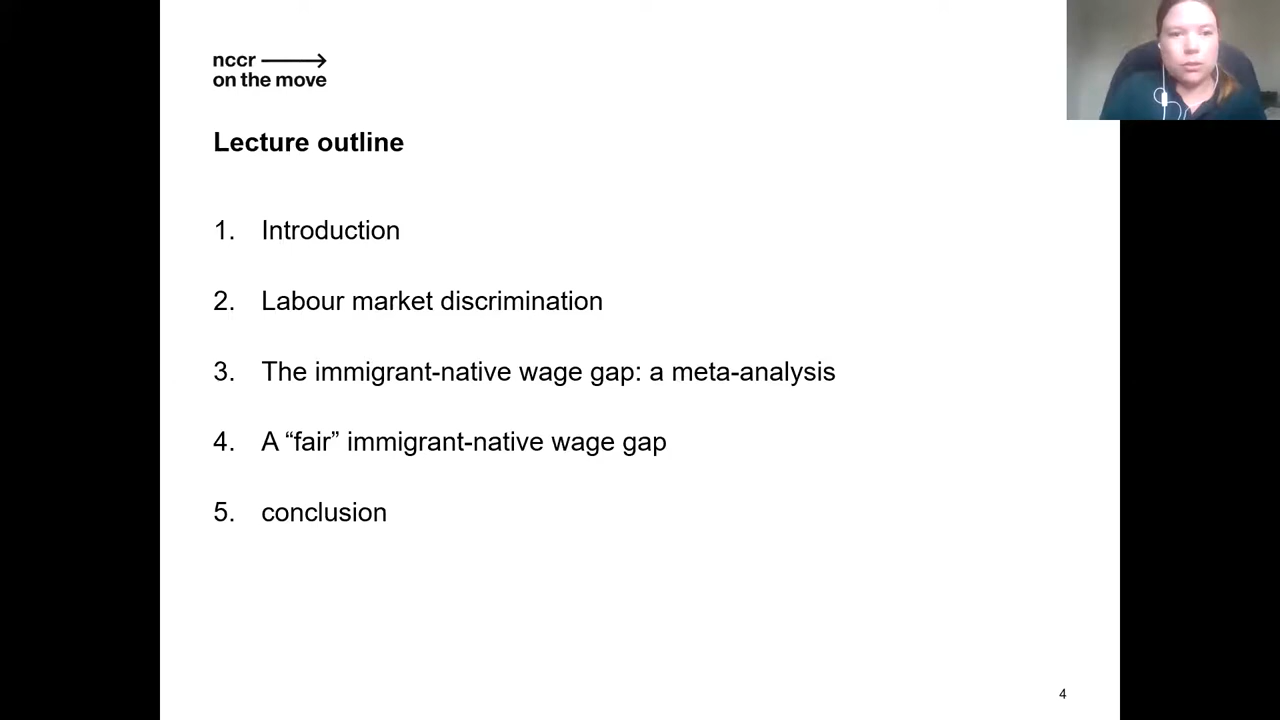 nccr
on the move
Lecture outline
1. Introduction
2. Labour market discrimination
3. The immigrant-native wage gap: a meta-analysis
4. A “fair” immigrant-native wage gap
5. conclusion
4